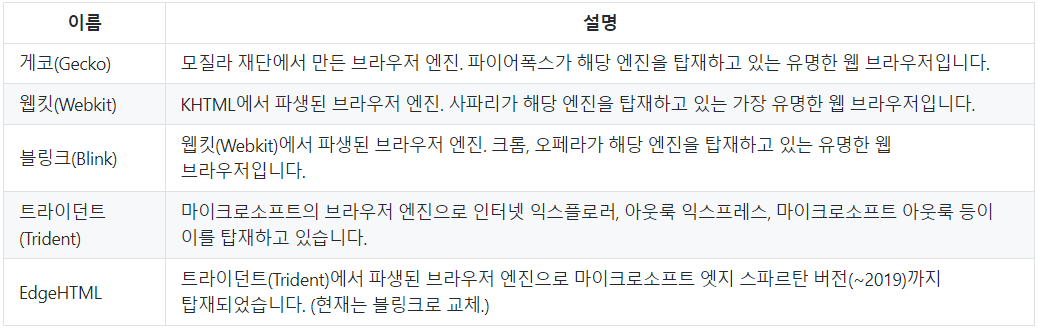 이름 설명
게코(Gecko) 모질라 재단에서 만든 브라우저 엔진. 파이어폭스가 해당 엔진을 탑재하고 있는 유명한 웹 브라우저입니다.
웹킷(Webkit) KHTML에서 파생된 브라우저 엔진. 사파리가 해당 엔진을 탑재하고 있는 가장 유명한 웹 브라우저입니다.
블링크(Blink) 웹킷(Webkit)에서 파생된 브라우저 엔진. 크롬, 오페라가 해당 엔진을 탑재하고 있는 유명한 웹
브라우저입니다.
트라이던트 마이크로소프트의 브라우저 엔진으로 인터넷 익스플로러, 아웃룩 익스프레스, 마이크로소프트 아웃룩 등이
(Trident) 이를 탑재하고 있습니다.
EdgeHTML 트라이던트(Trident)에서 파생된 브라우저 엔진으로 마이크로소프트 엣지 스파르탄 버전(~2019)까지
탑재되었습니다. (현재는 블링크로 교체.)